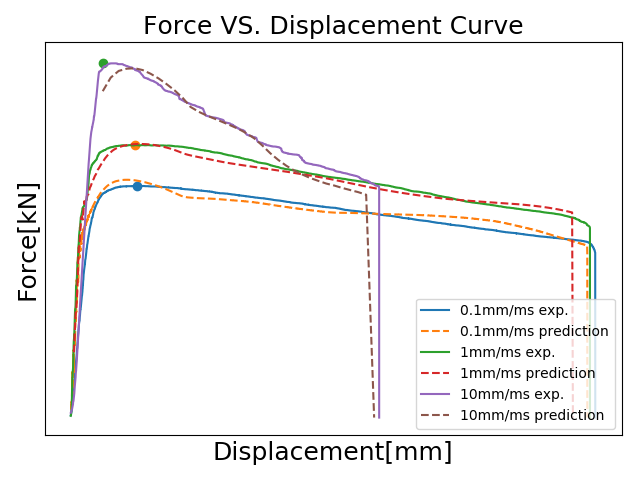 Force VS. Displacement Curve
Force[kN]
0.1mm/ms exp.
0.1mm/ms prediction
1mm/ms exp.
1mm/ms prediction
10mm/ms exp.
10mm/ms prediction
Displacement[mm]